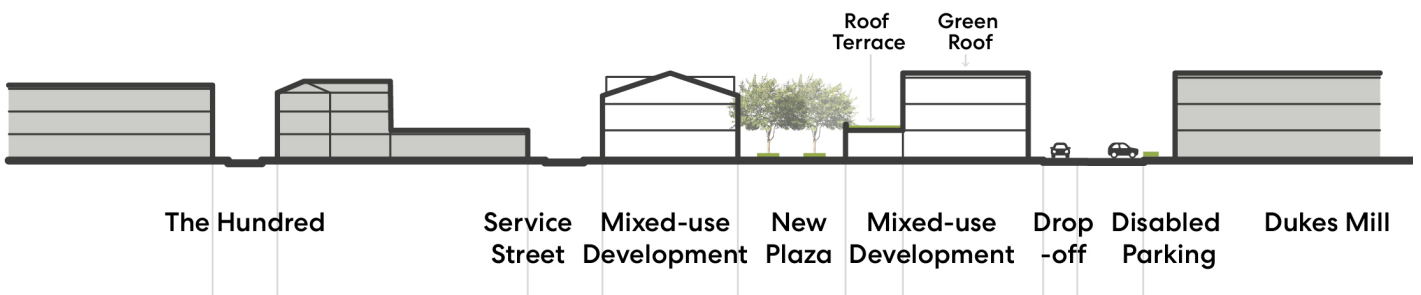 Roof
Terrace
Green
Roof
The Hundred
Service
Street
Mixed-use
Development
New
Plaza
Mixed-use
Development
Drop
-off
Disabled
Parking
Dukes Mill